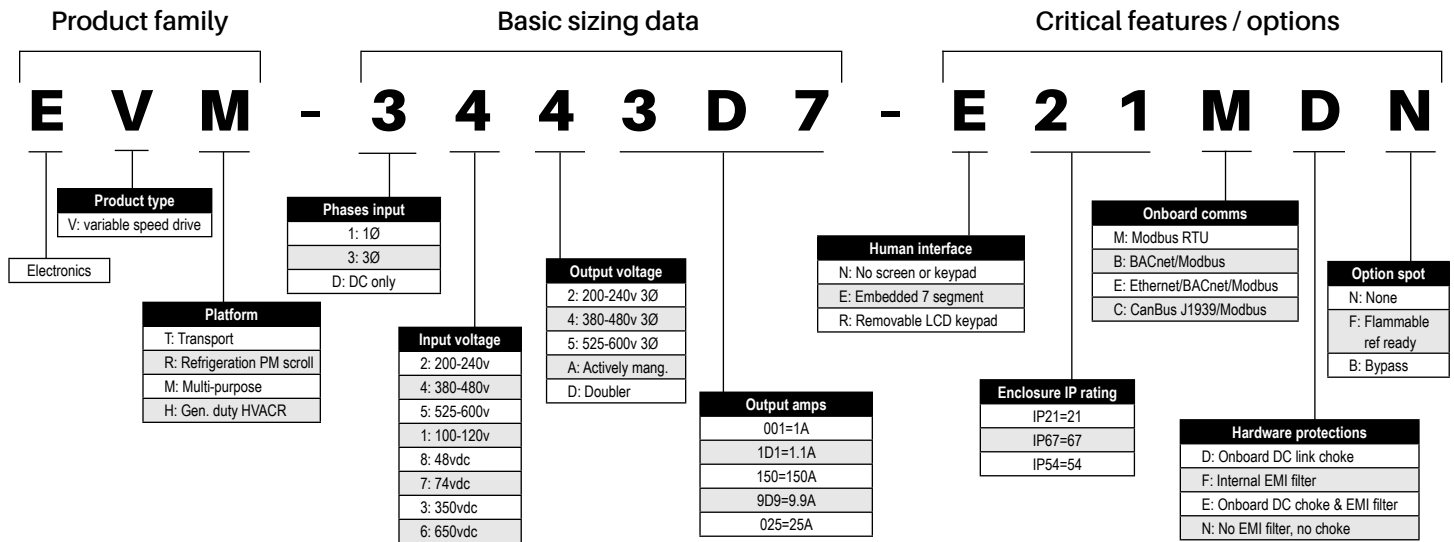 Product family
Basic sizing data
Critical features / options
E V M - 3 4 4 3 D 7 - E 2 1 M D N
Electronics
Product type
V: variable speed drive
Platform
T: Transport
R: Refrigeration PM scroll
M: Multi-purpose
H: Gen. duty HVACR
Phases input
1: 1Ø
3: 3Ø
D: DC only
Input voltage
2: 200-240v
4: 380-480v
5: 525-600v
1: 100-120v
8: 48vdc
7: 74vdc
3: 350vdc
6: 650vdc
Output voltage
2: 200-240v 3Ø
4: 380-480v 3Ø
5: 525-600v 3Ø
A: Actively mang.
D: Doubler
Output amps
001=1A
1D1=1.1A
150=150A
9D9=9.9A
025=25A
Human interface
N: No screen or keypad
E: Embedded 7 segment
R: Removable LCD keypad
Enclosure IP rating
IP21=21
IP67=67
IP54=54
Onboard comms
M: Modbus RTU
B: BACnet/Modbus
E: Ethernet/BACnet/Modbus
C: CanBus J1939/Modbus
Hardware protections
D: Onboard DC link choke
F: Internal EMI filter
E: Onboard DC choke & EMI filter
N: No EMI filter, no choke
Option spot
N: None
F: Flammable
ref ready
B: Bypass